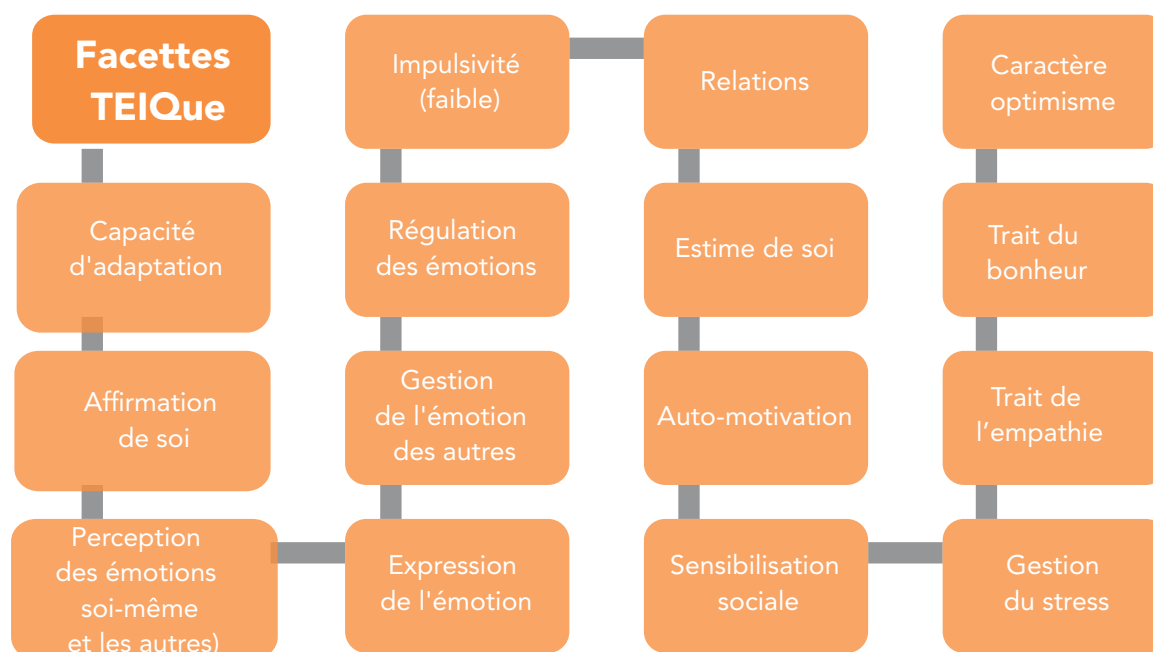 Facettes
TEIQue
Capacité
d'adaptation
Affirmation
de soi
Perception
des émotions
soi-même
et les autres)
Expression
de l'émotion
Gestion
de l'émotion
des autres
Régulation
des émotions
Impulsivité
(faible)
Relations
Estime de soi
Auto-motivation
Sensibilisation
sociale
Gestion
du stress
Trait de
l’empathie
Trait du
bonheur
Caractère
optimisme